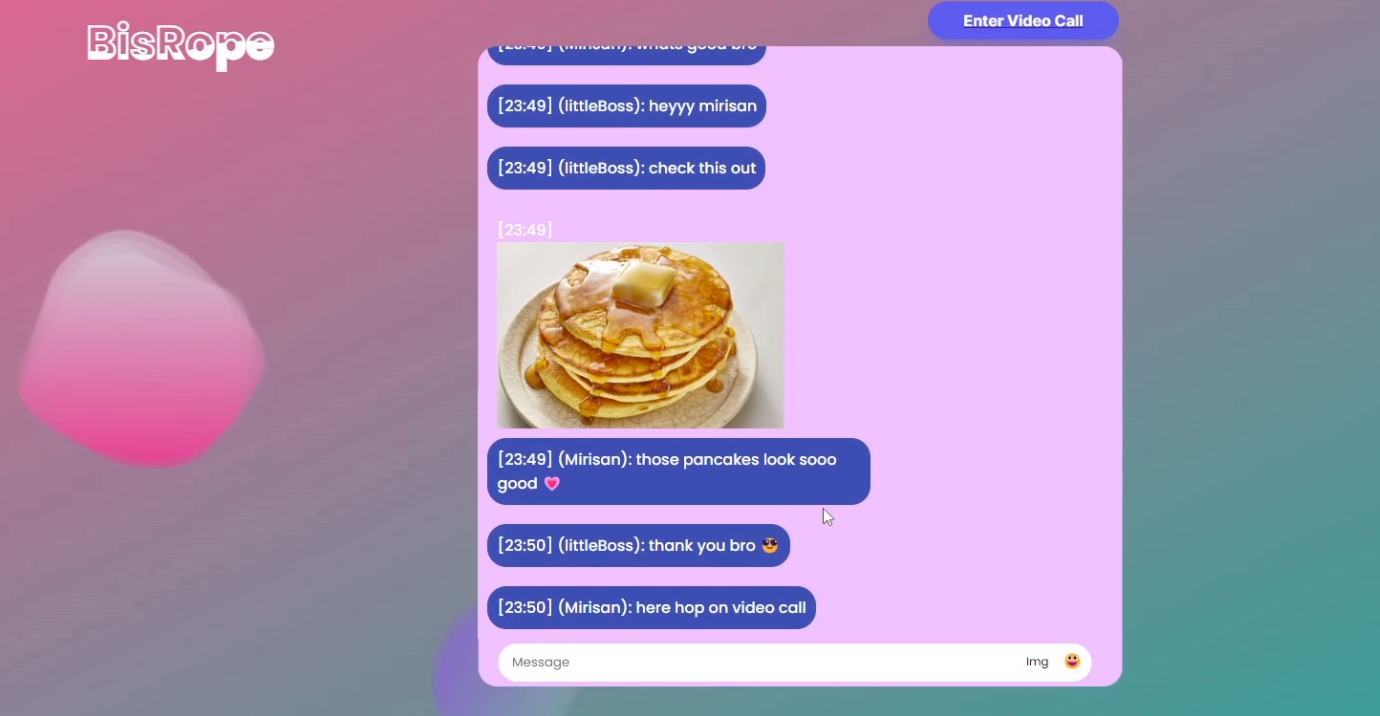 BisRope
Enter Video Call
[23:49] (Mirisan): whats good bro
[23:49] (littleBoss): heyyy mirisan
[23:49] (littleBoss): check this out
[23:49]
[23:49] (Mirisan): those pancakes look sooo
good 💗
[23:50] (littleBoss): thank you bro 😎
[23:50] (Mirisan): here hop on video call
Message
Img 😀